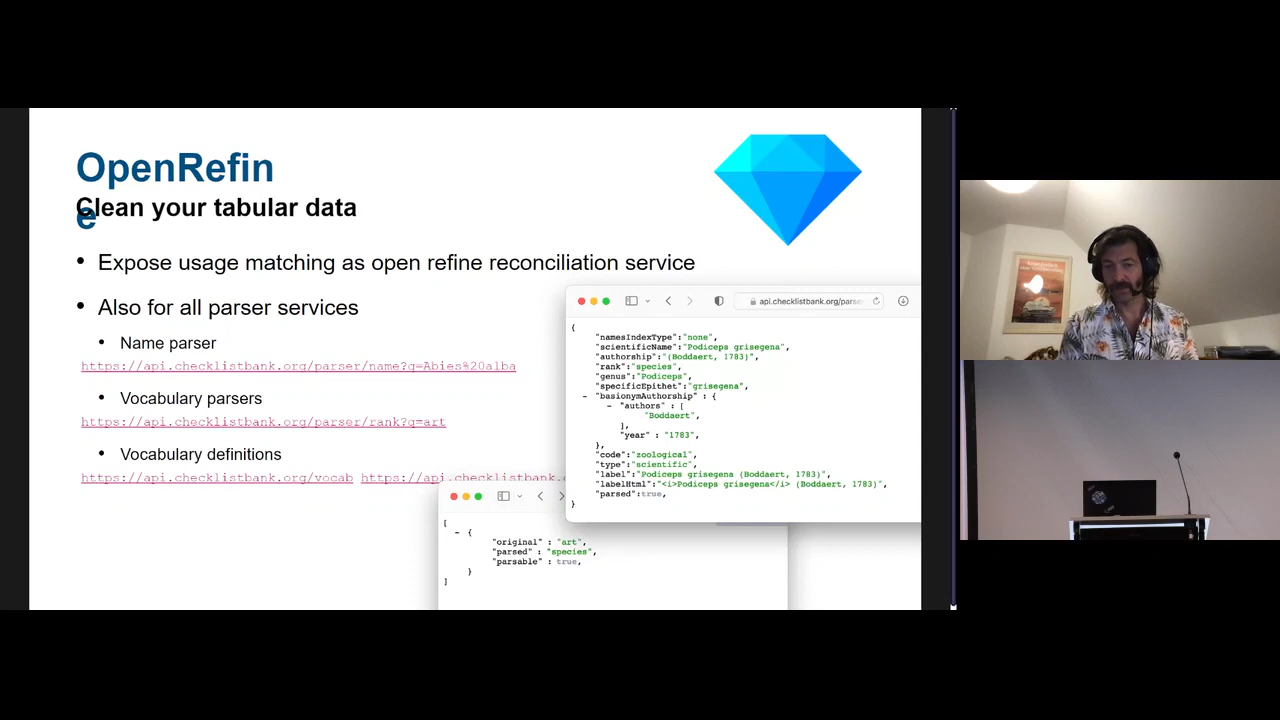 OpenRefin
e
Clean your tabular data
• Expose usage matching as open refine reconciliation service
• Also for all parser services
• Name parser
https://api.checklistbank.org/parser/name?q=Abies%20alba
• Vocabulary parsers
https://api.checklistbank.org/parser/rank?q=art
• Vocabulary definitions
https://api.checklistbank.org/vocab https://api.checklistbank.
api.checklistbank.org/parse
{
"namesIndexType":"none",
"scientificName":"Podiceps grisegena",
"authorship":"(Boddaert, 1783)",
"rank":"species",
"genus":"Podiceps",
"specificEpithet":"grisegena",
– "basionymAuthorship" : {
– "authors" : [
"Boddaert",
],
"year" : "1783",
},
"code":"zoological",
"type":"scientific",
"label":"Podiceps grisegena (Boddaert, 1783)",
"labelHtml":"<i>Podiceps grisegena</i> (Boddaert, 1783)",
"parsed":true,
}
[
– {
"original" : "art",
"parsed" : "species",
"parsable" : true,
}
]